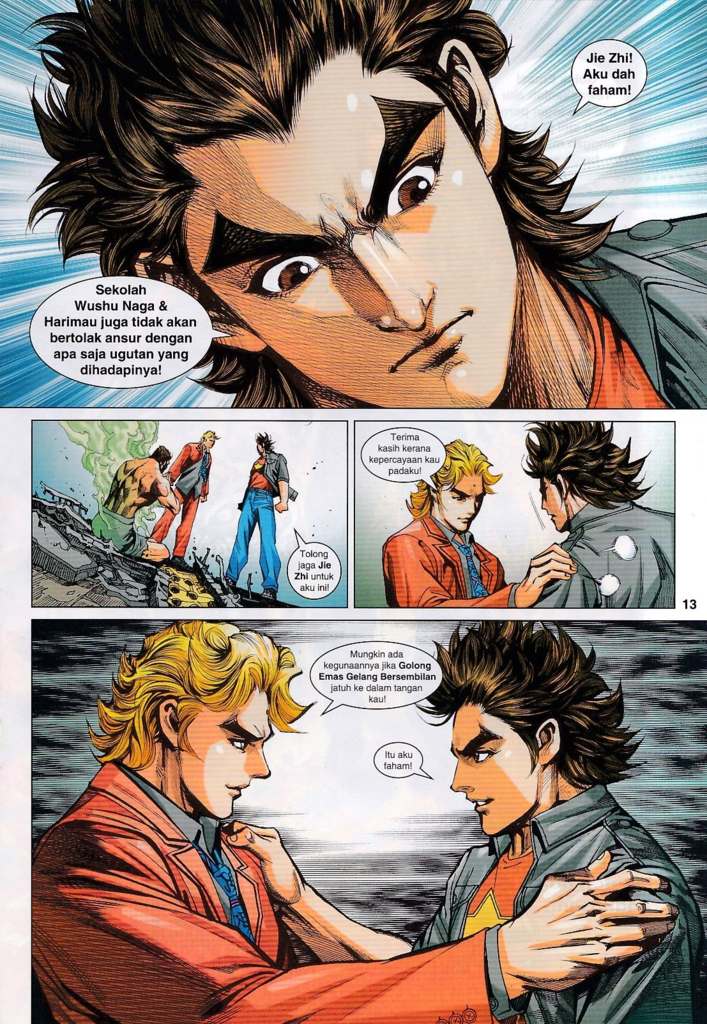 Jie Zhi!
Aku dah
faham!
Sekolah
Wushu Naga &
Harimau juga tidak akan
bertolak ansur dengan
apa saja ugutan yang
dihadapinya!
Tolong
jaga Jie
Zhi untuk
aku ini!
Terima
kasih kerana
kepercayaan kau
padaku!
13
Mungkin ada
kegunaannya jika Golong
Emas Gelang Bersembilan
jatuh ke dalam tangan
kau!
Itu aku
faham!